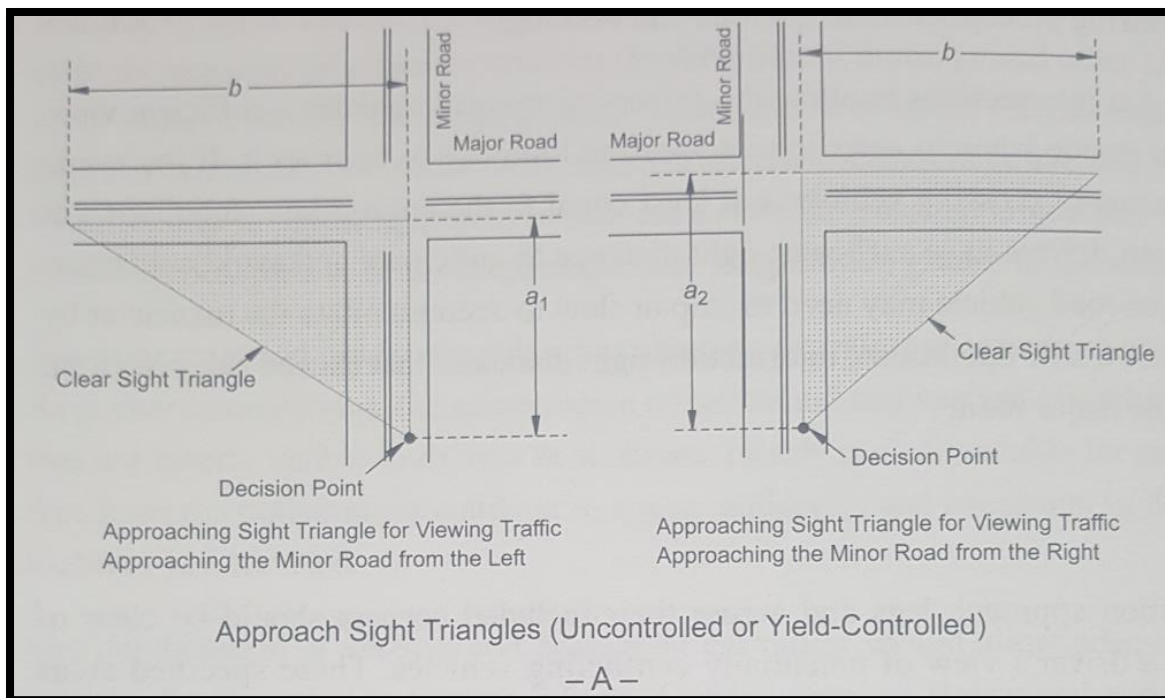 b
Minor Road
Major Road
a1
Clear Sight Triangle
Decision Point
Approaching Sight Triangle for Viewing Traffic
Approaching the Minor Road from the Left
b
Minor Road
Major Road
a2
Clear Sight Triangle
Decision Point
Approaching Sight Triangle for Viewing Traffic
Approaching the Minor Road from the Right
Approach Sight Triangles (Uncontrolled or Yield-Controlled)
– A –